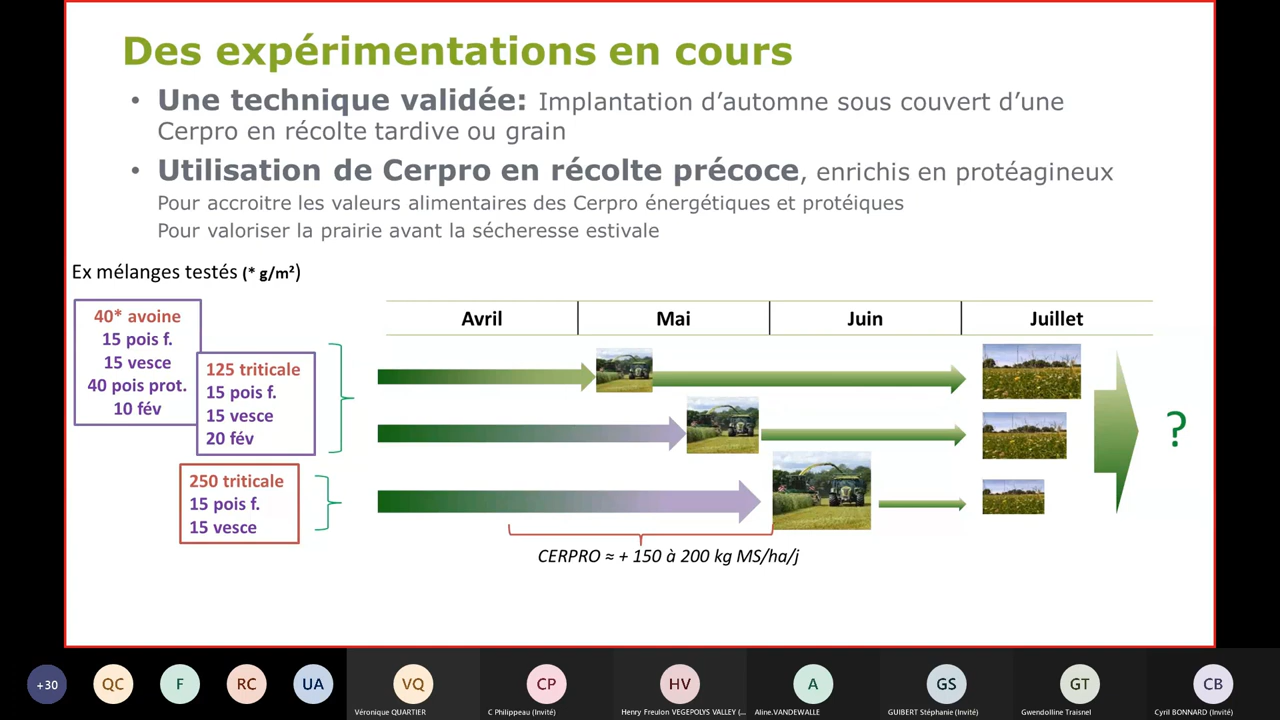 Des expérimentations en cours
• Une technique validée: Implantation d’automne sous couvert d’une
Cerpro en récolte tardive ou grain
• Utilisation de Cerpro en récolte précoce, enrichis en protéagineux
Pour accroitre les valeurs alimentaires des Cerpro énergétiques et protéiques
Pour valoriser la prairie avant la sécheresse estivale
Ex mélanges testés (* g/m²)
40* avoine
15 pois f.
15 vesce
40 pois prot.
10 fév
125 triticale
15 pois f.
15 vesce
20 fév
250 triticale
15 pois f.
15 vesce
Avril Mai Juin Juillet
?
CERPRO ≈ + 150 à 200 kg MS/ha/j
+30 QC F RC UA VQ CP HV A GS GT CB
Véronique QUARTIER C Philippeau (Invité) Henry Freulon VEGEPOLYS VALLEY (... Aline.VANDEWALLE GUIBERT Stéphanie (Invité) Gwendolline Traisnel Cyril BONNARD (Invité)